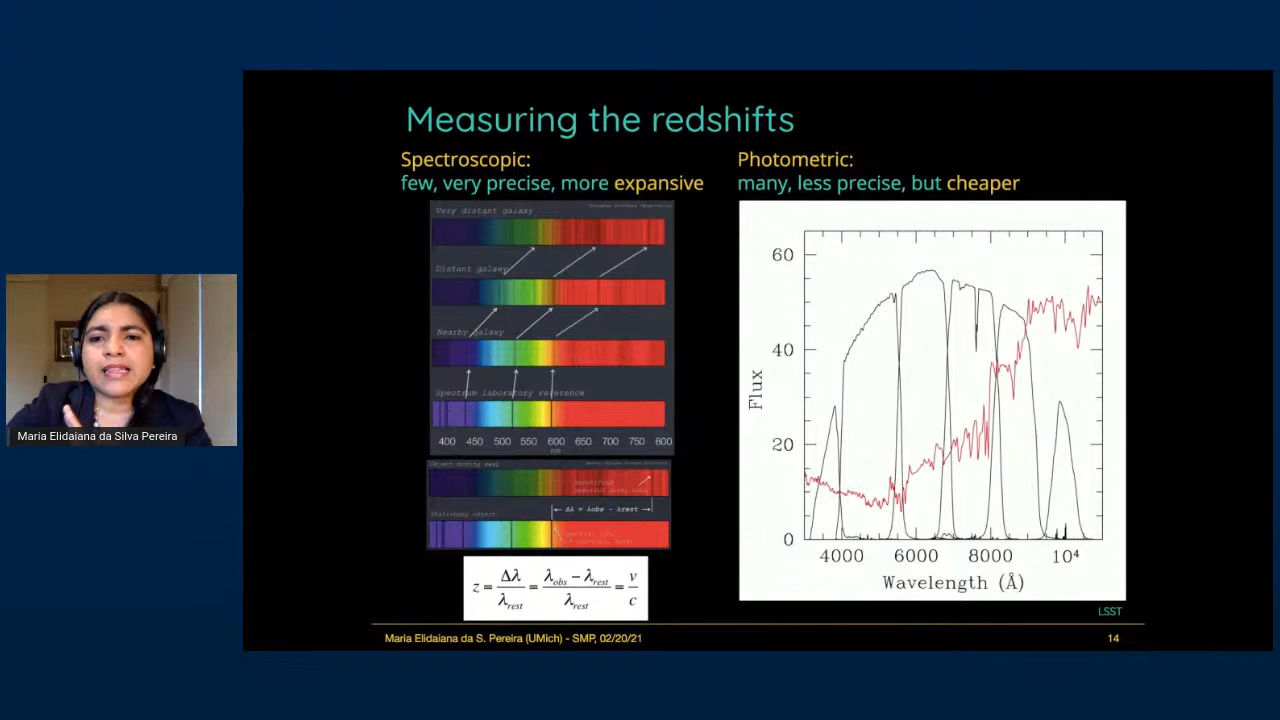 Measuring the redshifts
Spectroscopic:
few, very precise, more expansive
Very distant galaxy
Distant galaxy
Nearby galaxy
Spectrum laboratory reference
400 450 500 550 600 650 700 750 800
nm
Object moving away
Δλ = λobs - λrest
Stationary object
z = Δλ / λrest = λobs − λrest / λrest = v / c
Photometric:
many, less precise, but cheaper
Flux
60
40
20
0
4000 6000 8000 10⁴
Wavelength (Å)
LSST
Maria Elidaiana da S. Pereira (UMich) - SMP, 02/20/21
14
Maria Elidaiana da Silva Pereira